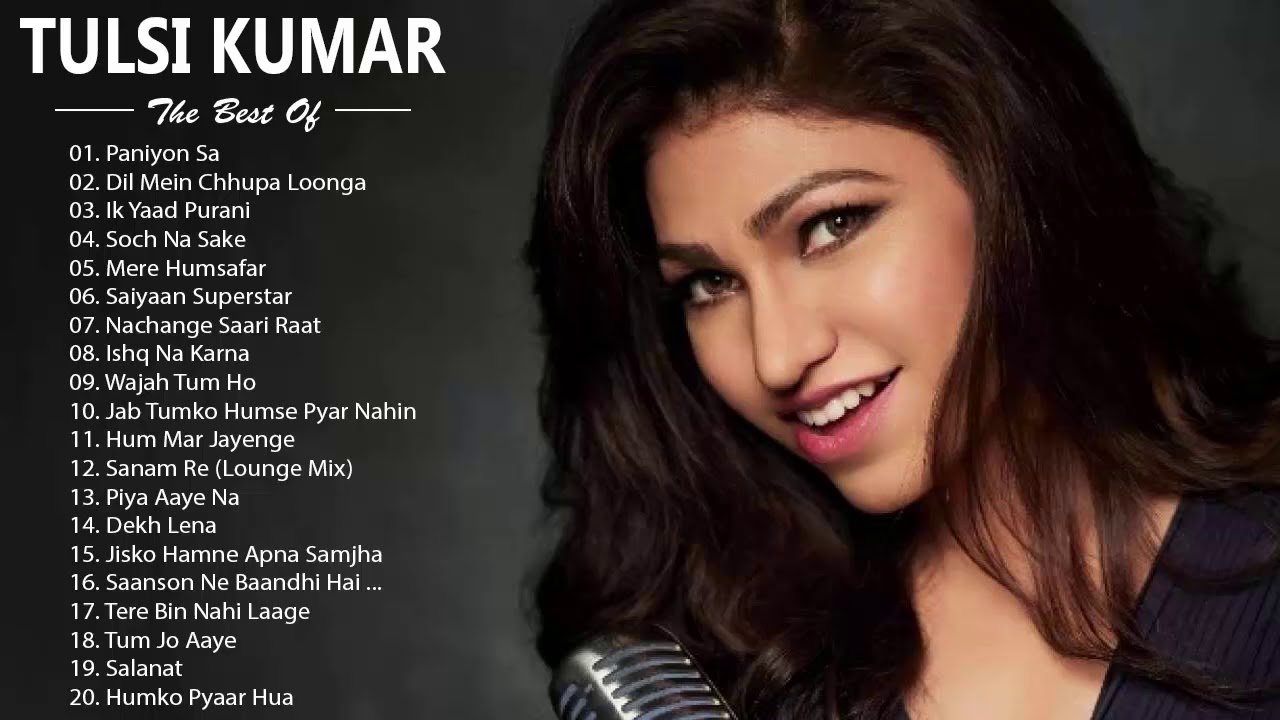 TULSI KUMAR
The Best Of
01. Paniyon Sa
02. Dil Mein Chhupa Loonga
03. Ik Yaad Purani
04. Soch Na Sake
05. Mere Humsafar
06. Saiyaan Superstar
07. Nachange Saari Raat
08. Ishq Na Karna
09. Wajah Tum Ho
10. Jab Tumko Humse Pyar Nahin
11. Hum Mar Jayenge
12. Sanam Re (Lounge Mix)
13. Piya Aaye Na
14. Dekh Lena
15. Jisko Hamne Apna Samjha
16. Saanson Ne Baandhi Hai ...
17. Tere Bin Nahi Laage
18. Tum Jo Aaye
19. Salanat
20. Humko Pyaar Hua